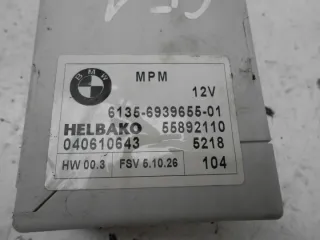 BMW
MPM
12V
6135-6939655-01
HELBAKO 55892110
040610643 5218
HW 00.3 FSV 5.10.26 104